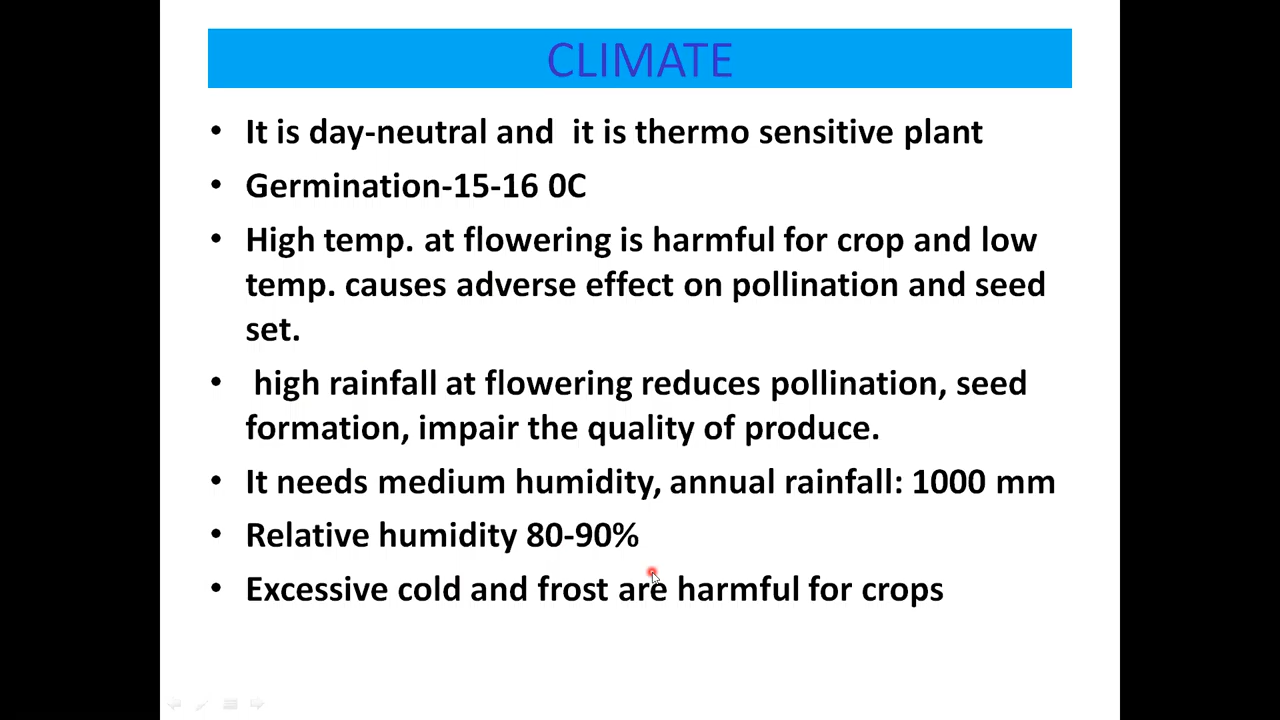 CLIMATE
• It is day-neutral and  it is thermo sensitive plant
• Germination-15-16 0C
• High temp. at flowering is harmful for crop and low
temp. causes adverse effect on pollination and seed
set.
•  high rainfall at flowering reduces pollination, seed
formation, impair the quality of produce.
• It needs medium humidity, annual rainfall: 1000 mm
• Relative humidity 80-90%
• Excessive cold and frost are harmful for crops